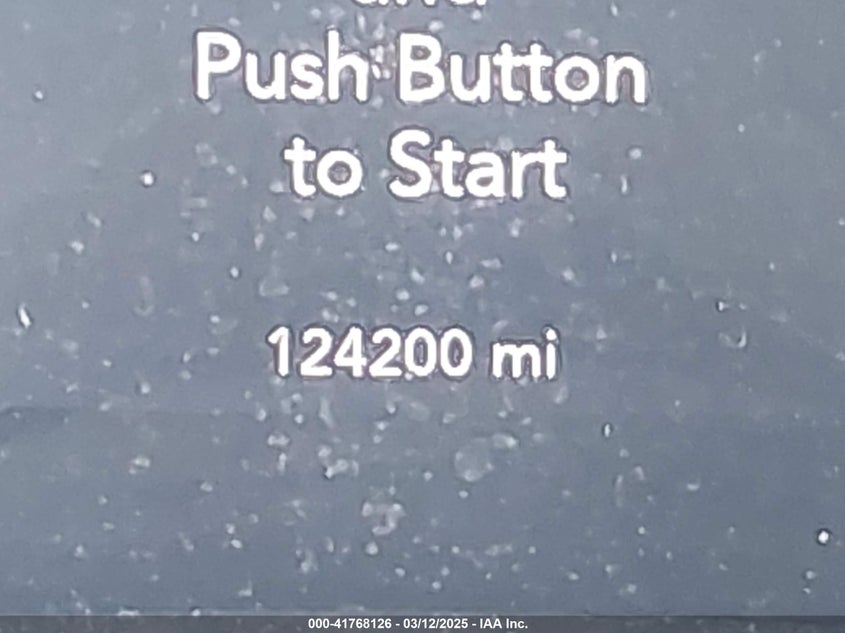 Push Button
to Start
124200 mi
000-41768126 - 03/12/2025 - IAA Inc.